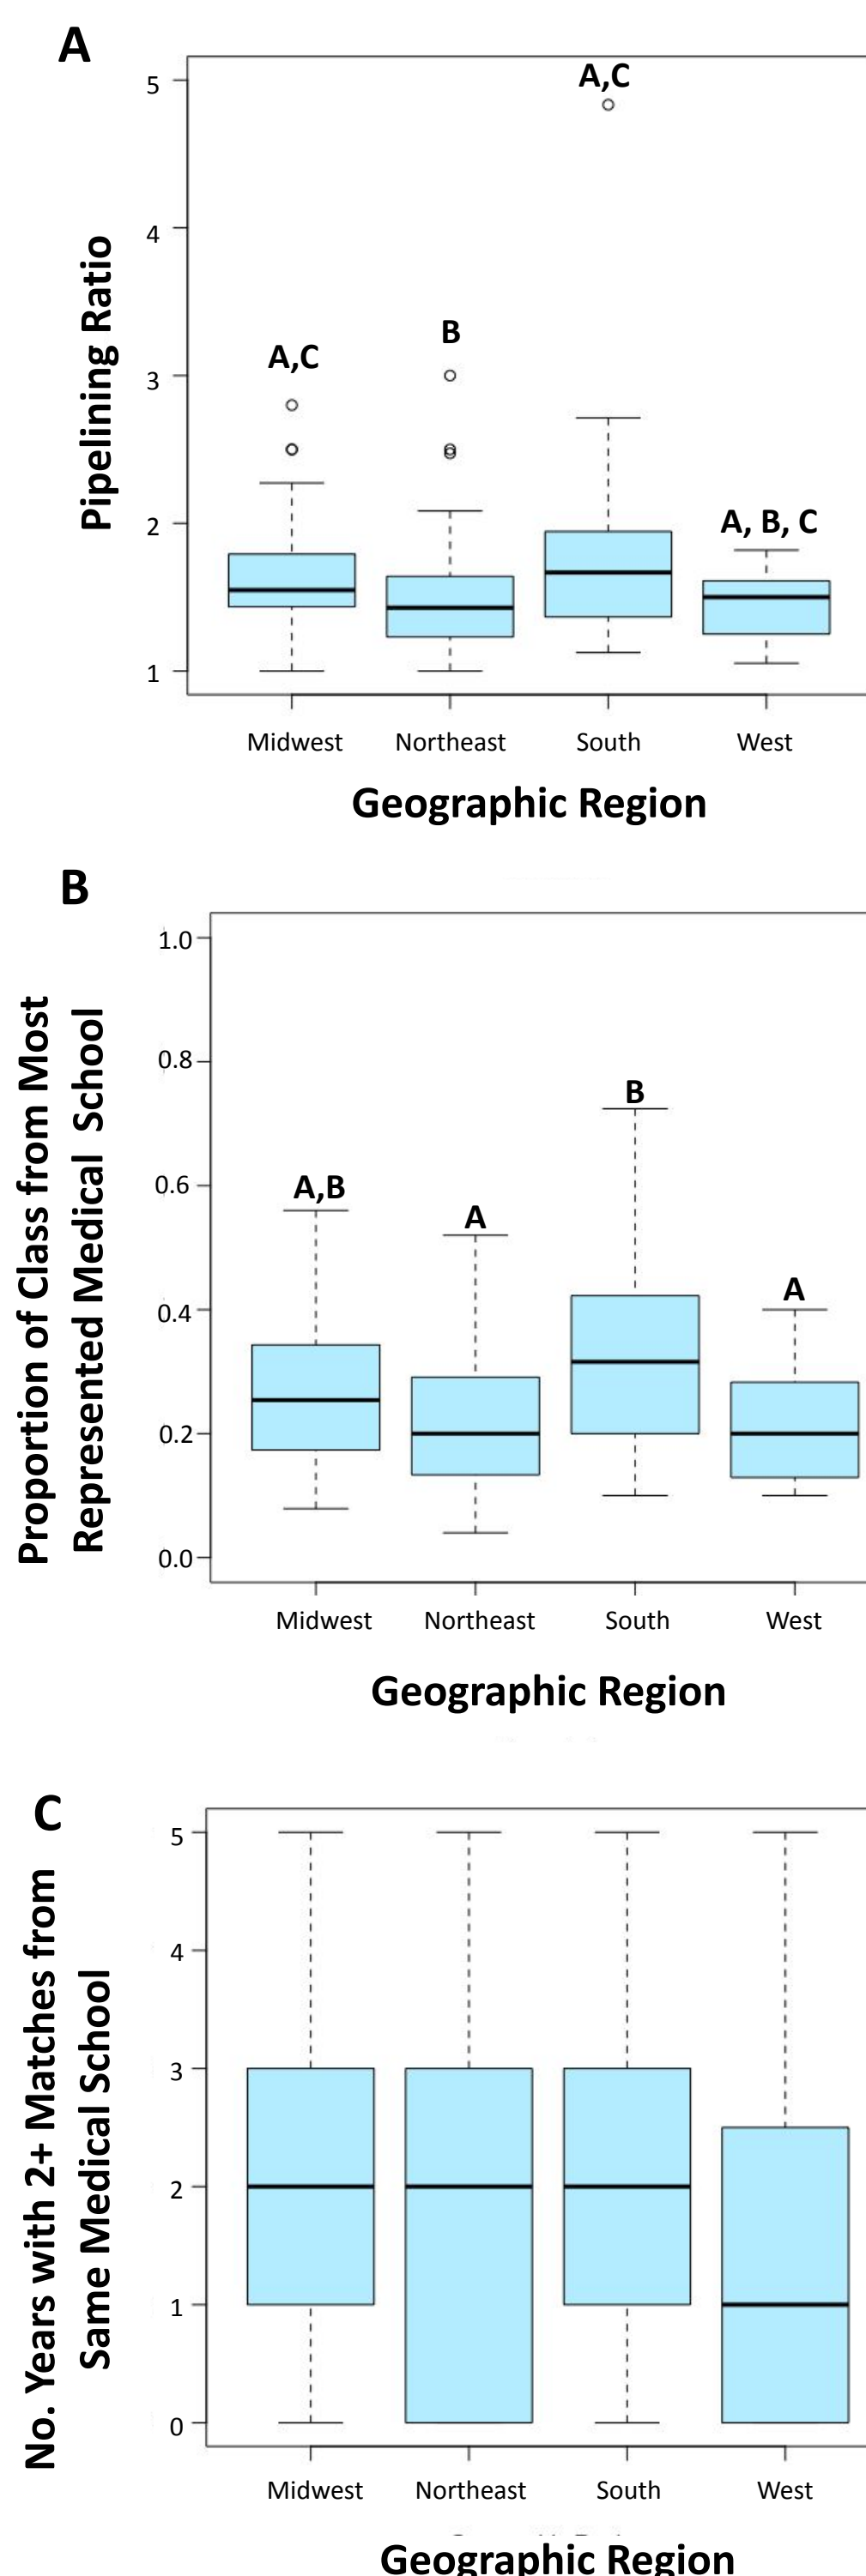 A
Pipelining Ratio
5
4
3
2
1
A,C
B
A,C
A, B, C
Midwest Northeast South West
Geographic Region
B
Proportion of Class from Most
Represented Medical School
1.0
0.8
0.6
0.4
0.2
0.0
A,B
A
B
A
Midwest Northeast South West
Geographic Region
C
No. Years with 2+ Matches from
Same Medical School
5
4
3
2
1
0
Midwest Northeast South West
Geographic Region